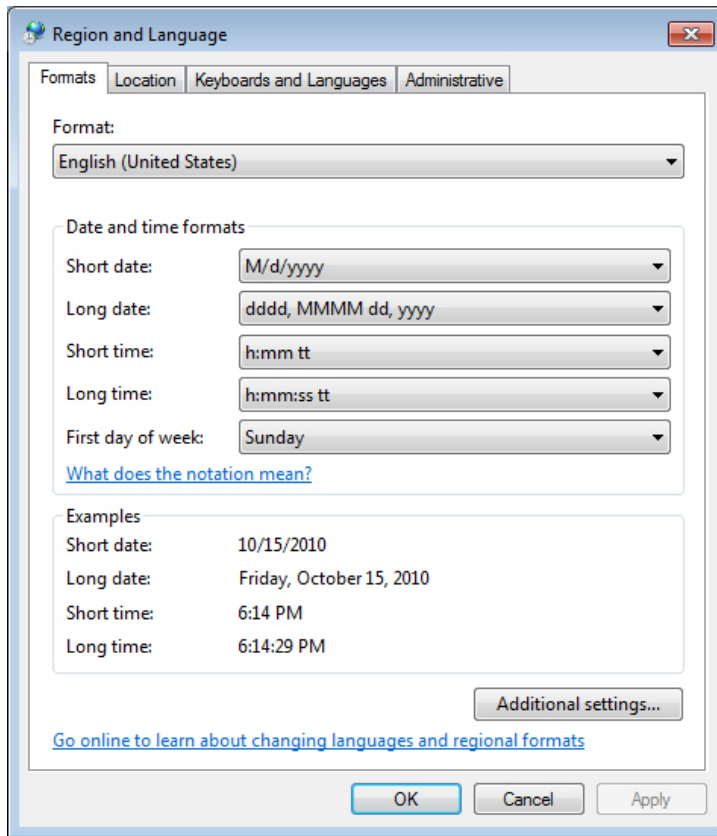 Region and Language
Formats Location Keyboards and Languages Administrative
Format:
English (United States)
Date and time formats
Short date: M/d/yyyy
Long date: dddd, MMMM dd, yyyy
Short time: h:mm tt
Long time: h:mm:ss tt
First day of week: Sunday
What does the notation mean?
Examples
Short date: 10/15/2010
Long date: Friday, October 15, 2010
Short time: 6:14 PM
Long time: 6:14:29 PM
Additional settings...
Go online to learn about changing languages and regional formats
OK Cancel Apply